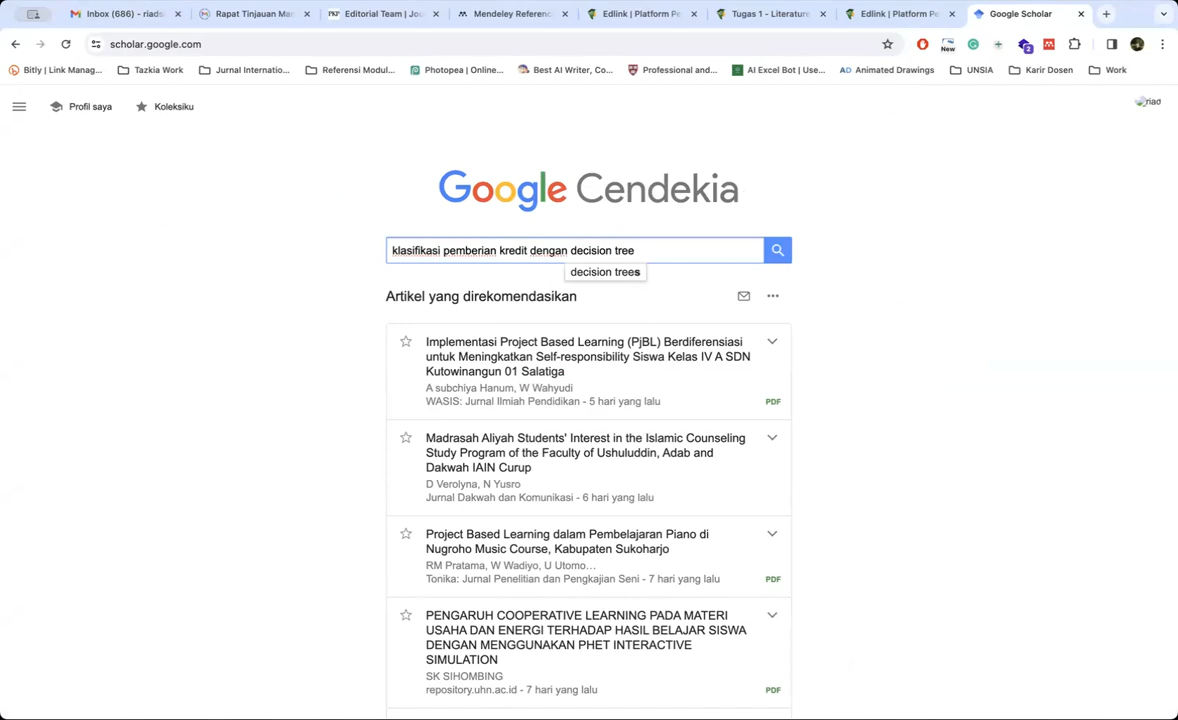 Inbox (686) - riads
Rapat Tinjauan Mar
Editorial Team | Jou
Mendeley Referenc
Edlink | Platform Pe
Tugas 1 - Literature
Edlink | Platform Pe
Google Scholar
scholar.google.com
New
2
Bitly | Link Manag...
Tazkia Work
Jurnal Internatio...
Referensi Modul...
Photopea | Online...
Best AI Writer, Co...
Professional and...
AI Excel Bot | Use...
AD Animated Drawings
UNSIA
Karir Dosen
Work
Profil saya
Koleksiku
riad
Google Cendekia
klasifikasi pemberian kredit dengan decision tree
decision trees
Artikel yang direkomendasikan
Implementasi Project Based Learning (PjBL) Berdiferensiasi
untuk Meningkatkan Self-responsibility Siswa Kelas IV A SDN
Kutowinangun 01 Salatiga
A subchiya Hanum, W Wahyudi
WASIS: Jurnal Ilmiah Pendidikan - 5 hari yang lalu
PDF
Madrasah Aliyah Students' Interest in the Islamic Counseling
Study Program of the Faculty of Ushuluddin, Adab and
Dakwah IAIN Curup
D Verolyna, N Yusro
Jurnal Dakwah dan Komunikasi - 6 hari yang lalu
Project Based Learning dalam Pembelajaran Piano di
Nugroho Music Course, Kabupaten Sukoharjo
RM Pratama, W Wadiyo, U Utomo…
Tonika: Jurnal Penelitian dan Pengkajian Seni - 7 hari yang lalu
PDF
PENGARUH COOPERATIVE LEARNING PADA MATERI
USAHA DAN ENERGI TERHADAP HASIL BELAJAR SISWA
DENGAN MENGGUNAKAN PHET INTERACTIVE
SIMULATION
SK SIHOMBING
repository.uhn.ac.id - 7 hari yang lalu
PDF